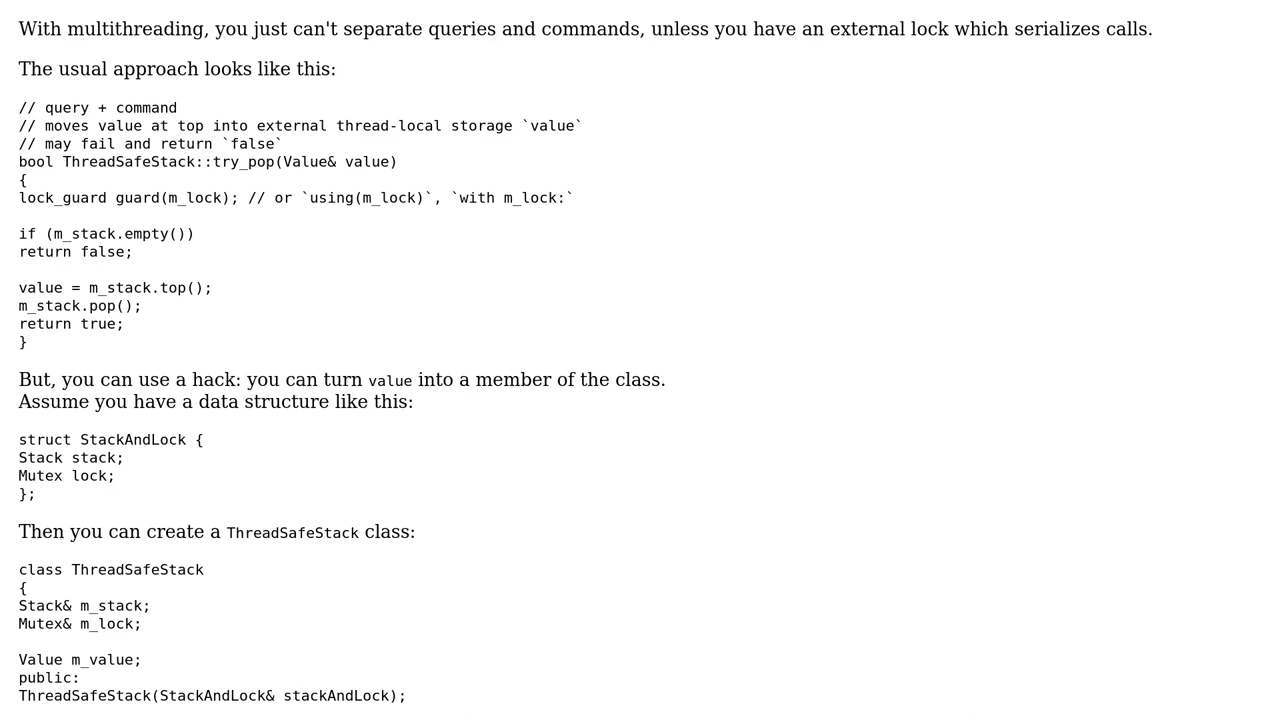 With multithreading, you just can't separate queries and commands, unless you have an external lock which serializes calls.
The usual approach looks like this:
// query + command
// moves value at top into external thread-local storage `value`
// may fail and return `false`
bool ThreadSafeStack::try_pop(Value& value)
{
lock_guard guard(m_lock); // or `using(m_lock)`, `with m_lock:`
if (m_stack.empty())
return false;
value = m_stack.top();
m_stack.pop();
return true;
}
But, you can use a hack: you can turn value into a member of the class.
Assume you have a data structure like this:
struct StackAndLock {
Stack stack;
Mutex lock;
};
Then you can create a ThreadSafeStack class:
class ThreadSafeStack
{
Stack& m_stack;
Mutex& m_lock;
Value m_value;
public:
ThreadSafeStack(StackAndLock& stackAndLock);